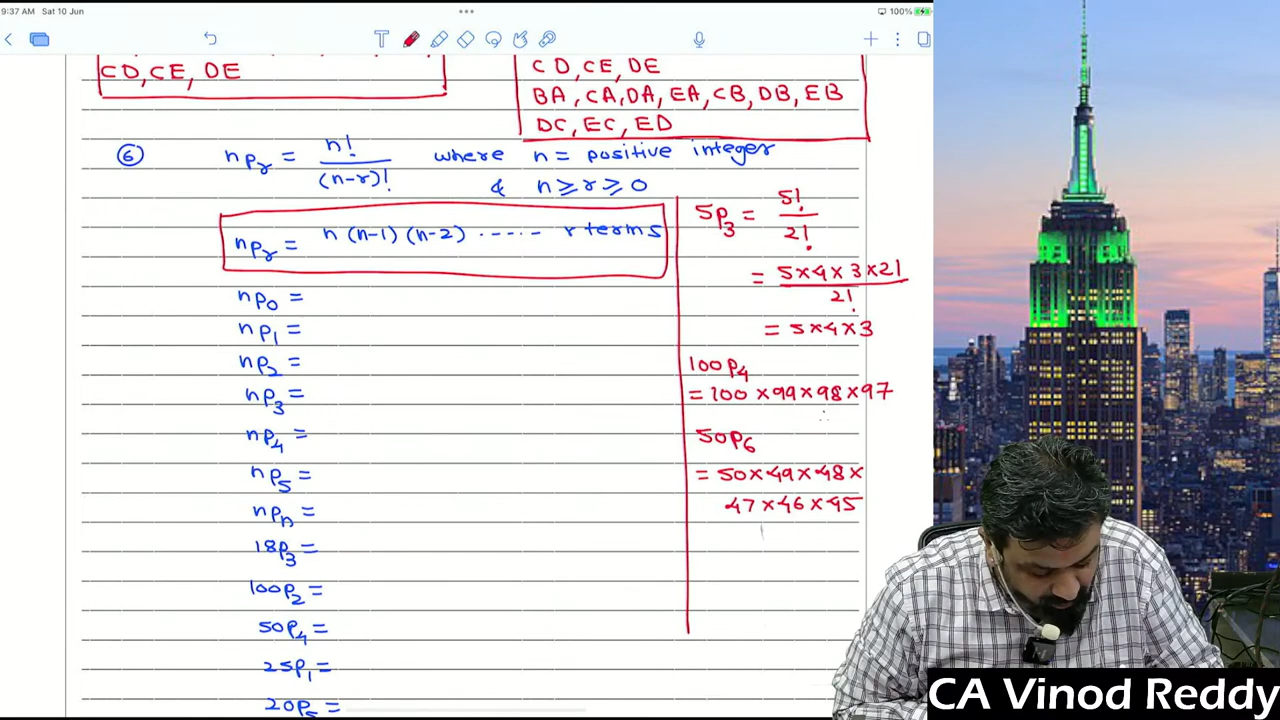 9:37 AM Sat 10 Jun
100%
CD, CE, DE
CD, CE, DE
BA, CA, DA, EA, CB, DB, EB
DC, EC, ED
⑥ nPr = n!/(n-r)! where n = positive integer
& n ≥ r ≥ 0
nPr = n (n-1) (n-2) ------ r terms
nP0 =
nP1 =
nP2 =
nP3 =
nP4 =
nP5 =
nPn =
18P3 =
100P2 =
50P4 =
25P1 =
20P5 =
5P3 = 5!/2!
= 5×4×3×2!/2!
= 5×4×3
100P4
= 100×99×98×97
50P6
= 50×49×48×
47×46×45
CA Vinod Reddy